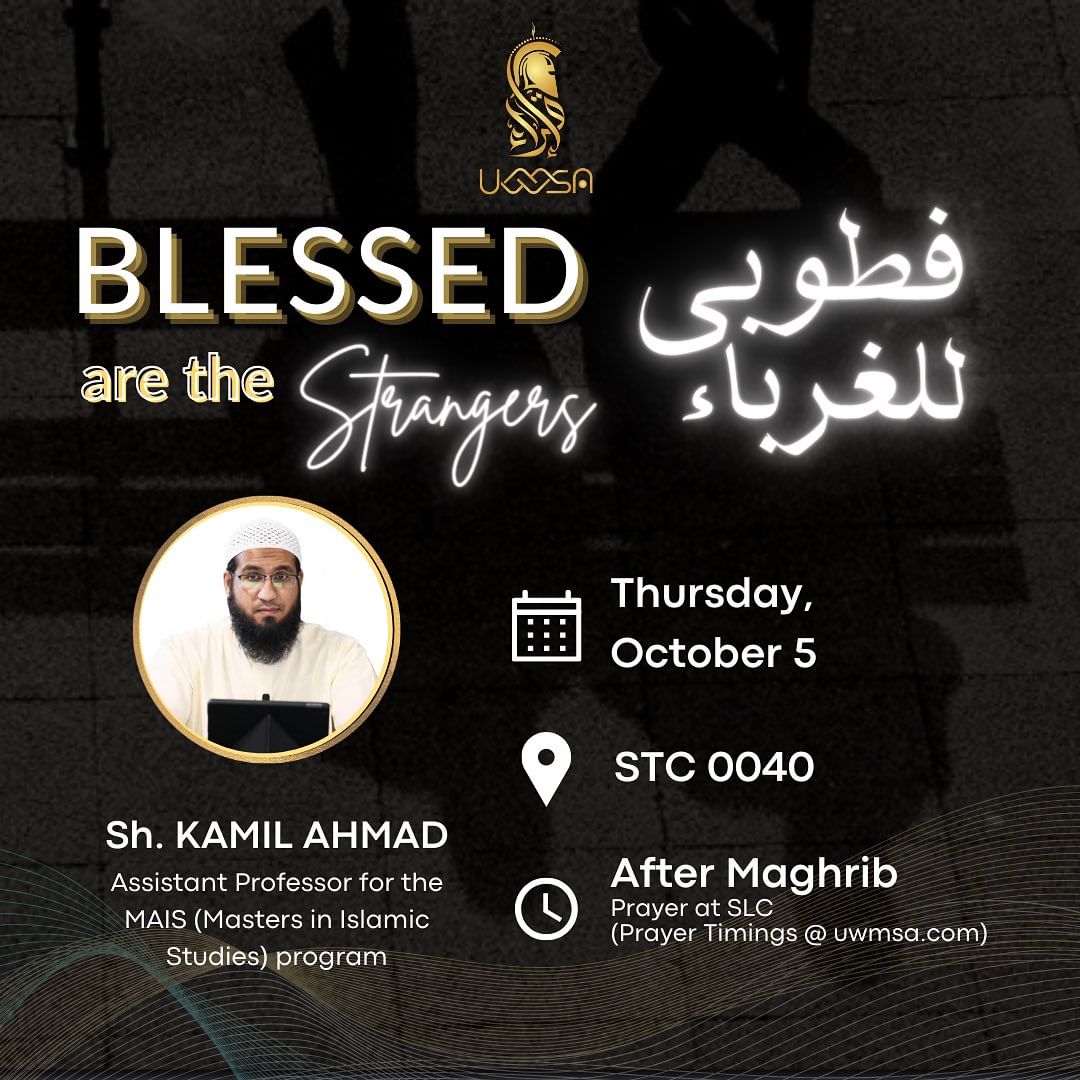 UWMSA
BLESSED
are the Strangers
فطوبى
للغرباء
Thursday,
October 5
STC 0040
Sh. KAMIL AHMAD
Assistant Professor for the
MAIS (Masters in Islamic
Studies) program
After Maghrib
Prayer at SLC
(Prayer Timings @ uwmsa.com)